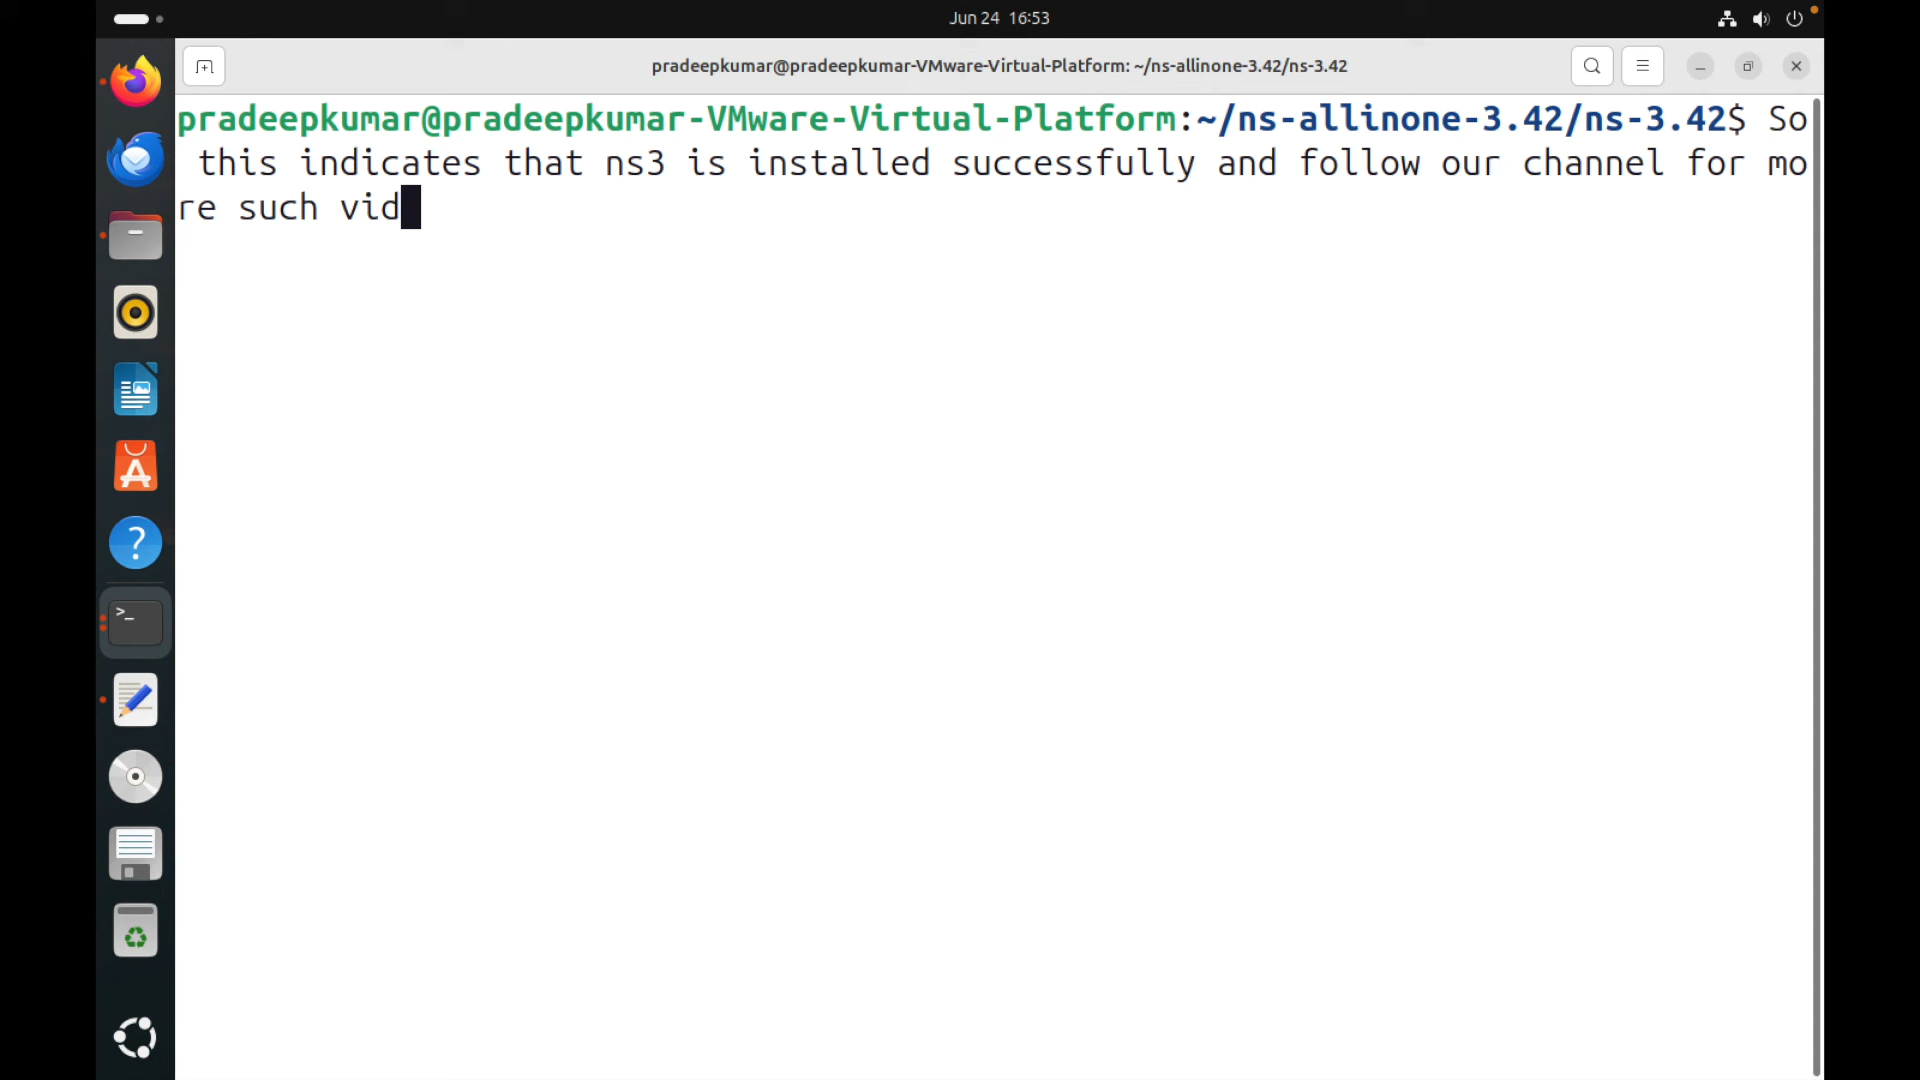 Jun 24 16:53
pradeepkumar@pradeepkumar-VMware-Virtual-Platform: ~/ns-allinone-3.42/ns-3.42
pradeepkumar@pradeepkumar-VMware-Virtual-Platform:~/ns-allinone-3.42/ns-3.42$ So
this indicates that ns3 is installed successfully and follow our channel for mo
re such vid